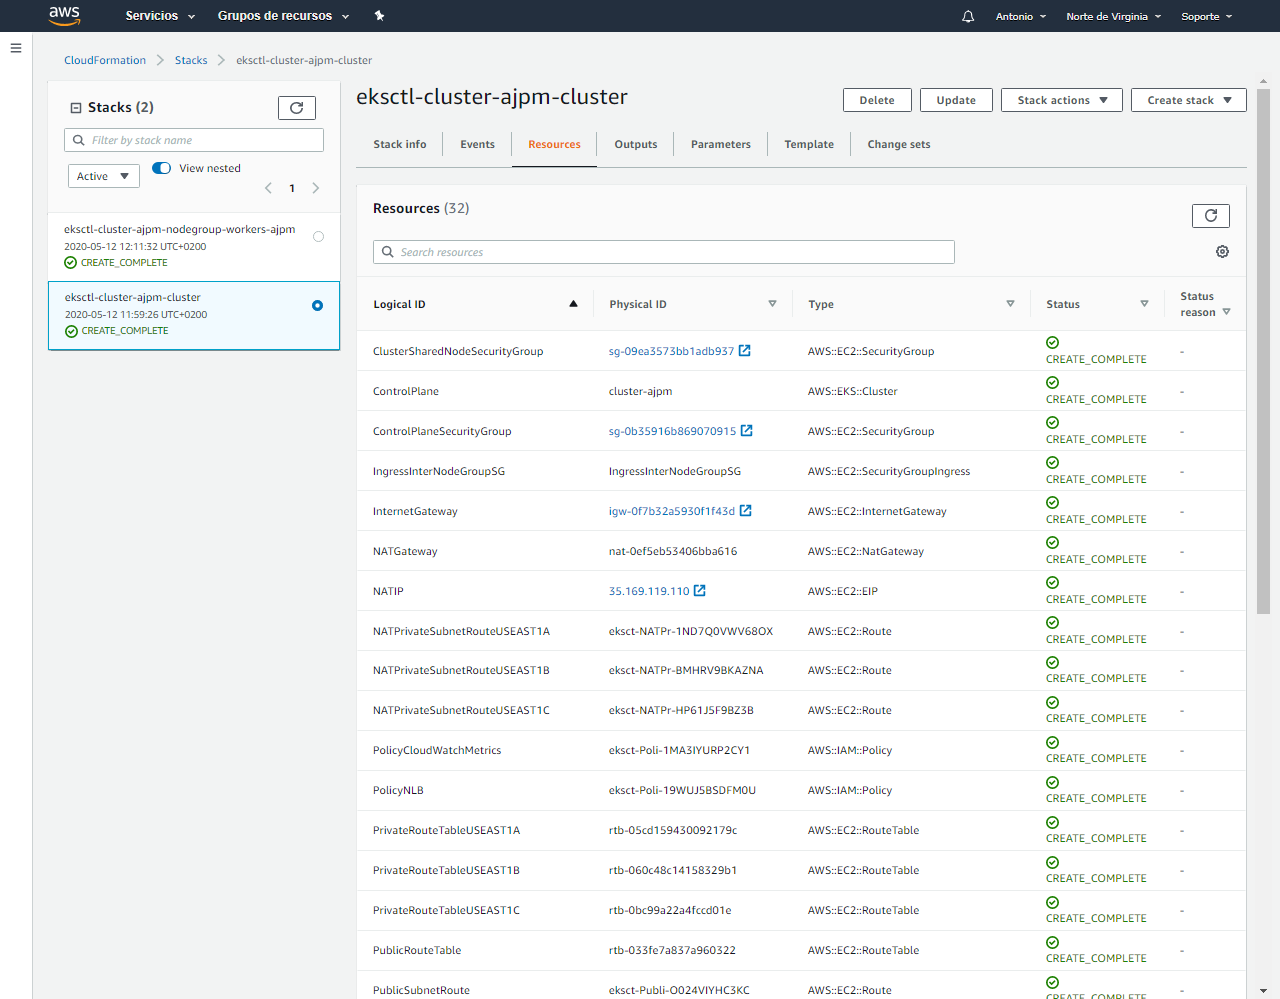 aws Servicios Grupos de recursos Antonio Norte de Virginia Soporte
CloudFormation Stacks eksctl-cluster-ajpm-cluster
Stacks (2)
Filter by stack name
Active View nested
1
eksctl-cluster-ajpm-nodegroup-workers-ajpm
2020-05-12 12:11:32 UTC+0200
CREATE_COMPLETE
eksctl-cluster-ajpm-cluster
2020-05-12 11:59:26 UTC+0200
CREATE_COMPLETE
eksctl-cluster-ajpm-cluster
Delete Update Stack actions Create stack
Stack info Events Resources Outputs Parameters Template Change sets
Resources (32)
Search resources
Logical ID Physical ID Type Status Status reason
ClusterSharedNodeSecurityGroup sg-09ea3573bb1adb937 AWS::EC2::SecurityGroup CREATE_COMPLETE -
ControlPlane cluster-ajpm AWS::EKS::Cluster CREATE_COMPLETE -
ControlPlaneSecurityGroup sg-0b35916b869070915 AWS::EC2::SecurityGroup CREATE_COMPLETE -
IngressInterNodeGroupSG IngressInterNodeGroupSG AWS::EC2::SecurityGroupIngress CREATE_COMPLETE -
InternetGateway igw-0f7b32a5930f1f43d AWS::EC2::InternetGateway CREATE_COMPLETE -
NATGateway nat-0ef5eb53406bba616 AWS::EC2::NatGateway CREATE_COMPLETE -
NATIP 35.169.119.110 AWS::EC2::EIP CREATE_COMPLETE -
NATPrivateSubnetRouteUSEAST1A eksct-NATPr-1ND7Q0VWV68OX AWS::EC2::Route CREATE_COMPLETE -
NATPrivateSubnetRouteUSEAST1B eksct-NATPr-BMHRV9BKAZNA AWS::EC2::Route CREATE_COMPLETE -
NATPrivateSubnetRouteUSEAST1C eksct-NATPr-HP61J5F9BZ3B AWS::EC2::Route CREATE_COMPLETE -
PolicyCloudWatchMetrics eksct-Poli-1MA3IYURP2CY1 AWS::IAM::Policy CREATE_COMPLETE -
PolicyNLB eksct-Poli-19WUJ5BSDFM0U AWS::IAM::Policy CREATE_COMPLETE -
PrivateRouteTableUSEAST1A rtb-05cd159430092179c AWS::EC2::RouteTable CREATE_COMPLETE -
PrivateRouteTableUSEAST1B rtb-060c48c14158329b1 AWS::EC2::RouteTable CREATE_COMPLETE -
PrivateRouteTableUSEAST1C rtb-0bc99a22a4fccd01e AWS::EC2::RouteTable CREATE_COMPLETE -
PublicRouteTable rtb-033fe7a837a960322 AWS::EC2::RouteTable CREATE_COMPLETE -
PublicSubnetRoute eksct-Publi-O024VIYHC3KC AWS::EC2::Route CREATE_COMPLETE -